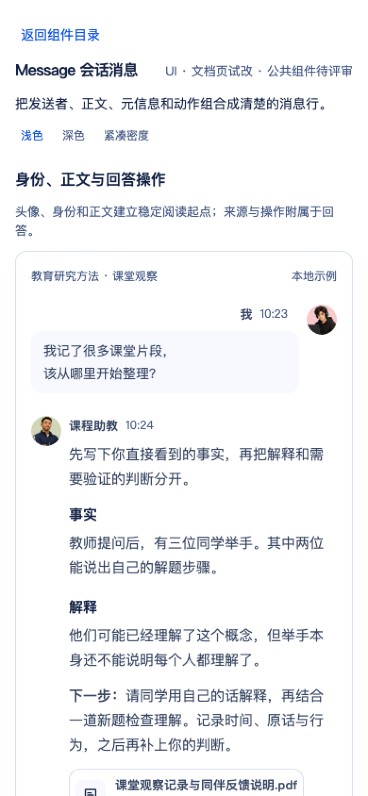 返回组件目录
Message 会话消息
UI · 文档页试改 · 公共组件待评审
把发送者、正文、元信息和动作组合成清楚的消息行。
浅色 深色 紧凑密度
身份、正文与回答操作
头像、身份和正文建立稳定阅读起点；来源与操作附属于回
答。
教育研究方法 · 课堂观察 本地示例
我 10:23
我记了很多课堂片段，
该从哪里开始整理？
课程助教 10:24
先写下你直接看到的事实，再把解释和需
要验证的判断分开。
事实
教师提问后，有三位同学举手。其中两位
能说出自己的解题步骤。
解释
他们可能已经理解了这个概念，但举手本
身还不能说明每个人都理解了。
下一步：请同学用自己的话解释，再结合
一道新题检查理解。记录时间、原话与行
为，之后再补上你的判断。
课堂观察记录与同伴反馈说明.pdf